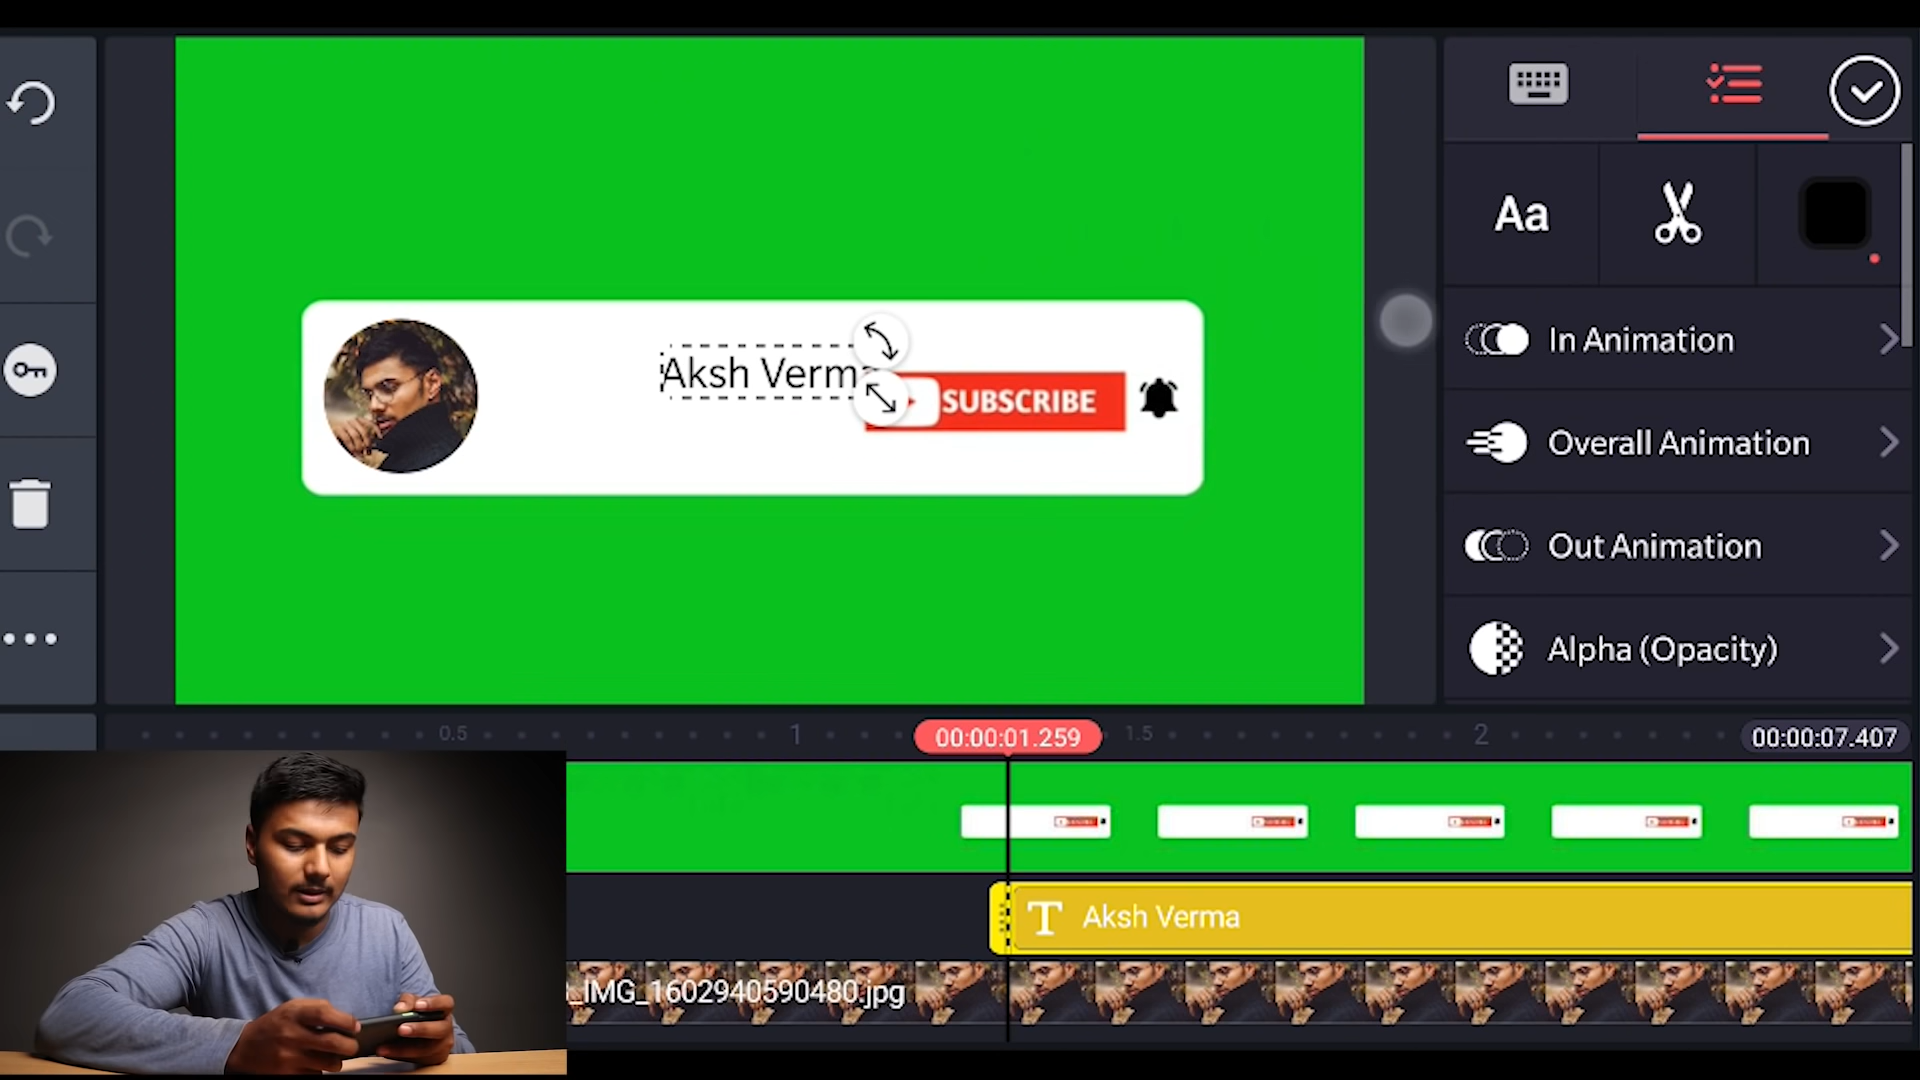 Aa
In Animation
Aksh Verma
SUBSCRIBE
Overall Animation
Out Animation
Alpha (Opacity)
0.5
1
00:00:01.259
1.5
2
00:00:07.407
Aksh Verma
_IMG_1602940590480.jpg